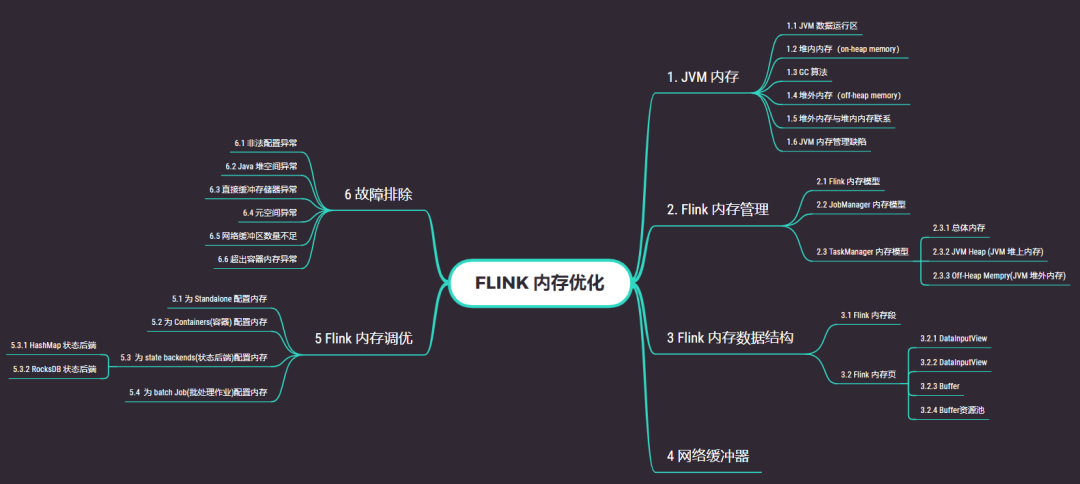 FLINK 内存优化
1. JVM 内存
1.1 JVM 数据运行区
1.2 堆内内存（on-heap memory）
1.3 GC 算法
1.4 堆外内存（off-heap memory）
1.5 堆外内存与堆内内存联系
1.6 JVM 内存管理缺陷
2. Flink 内存管理
2.1 Flink 内存模型
2.2 JobManager 内存模型
2.3 TaskManager 内存模型
2.3.1 总体内存
2.3.2 JVM Heap (JVM 堆上内存)
2.3.3 Off-Heap Mempry(JVM 堆外内存)
3 Flink 内存数据结构
3.1 Flink 内存段
3.2 Flink 内存页
3.2.1 DataInputView
3.2.2 DataInputView
3.2.3 Buffer
3.2.4 Buffer资源池
4 网络缓冲器
5 Flink 内存调优
5.1 为 Standalone 配置内存
5.2 为 Containers(容器) 配置内存
5.3 为 state backends(状态后端)配置内存
5.3.1 HashMap 状态后端
5.3.2 RocksDB 状态后端
5.4 为 batch Job(批处理作业)配置内存
6 故障排除
6.1 非法配置异常
6.2 Java 堆空间异常
6.3 直接缓冲存储器异常
6.4 元空间异常
6.5 网络缓冲区数量不足
6.6 超出容器内存异常